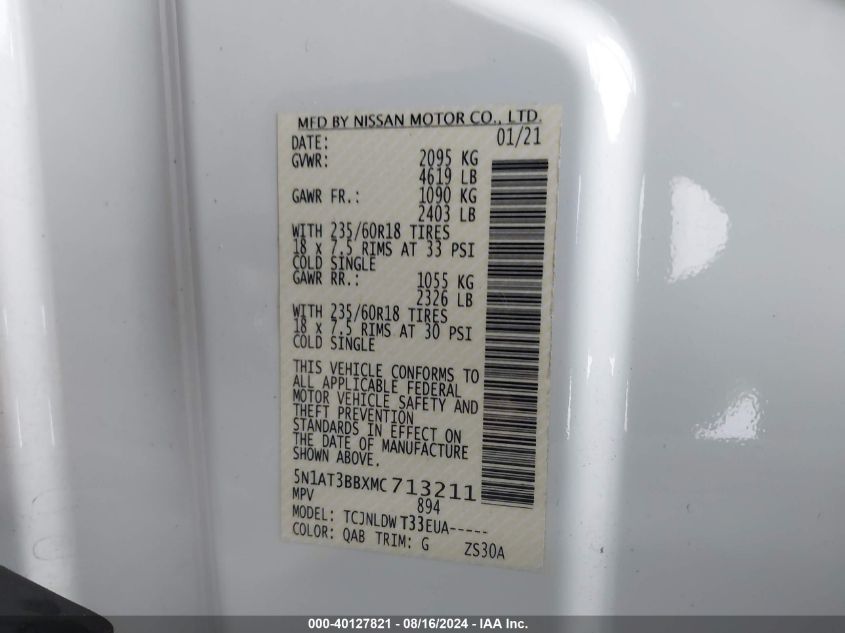 MFD BY NISSAN MOTOR CO., LTD.
DATE: 01/21
GVWR: 2095 KG
4619 LB
GAWR FR.: 1090 KG
2403 LB
WITH 235/60R18 TIRES
18 x 7.5 RIMS AT 33 PSI
COLD SINGLE
GAWR RR.: 1055 KG
2326 LB
WITH 235/60R18 TIRES
18 x 7.5 RIMS AT 30 PSI
COLD SINGLE
THIS VEHICLE CONFORMS TO
ALL APPLICABLE FEDERAL
MOTOR VEHICLE SAFETY AND
THEFT PREVENTION
STANDARDS IN EFFECT ON
THE DATE OF MANUFACTURE
SHOWN ABOVE.
5N1AT3BBXMC713211
MPV 894
MODEL: TCJNLDWT33EUA-----
COLOR: QAB TRIM: G ZS30A
000-40127821 - 08/16/2024 - IAA Inc.